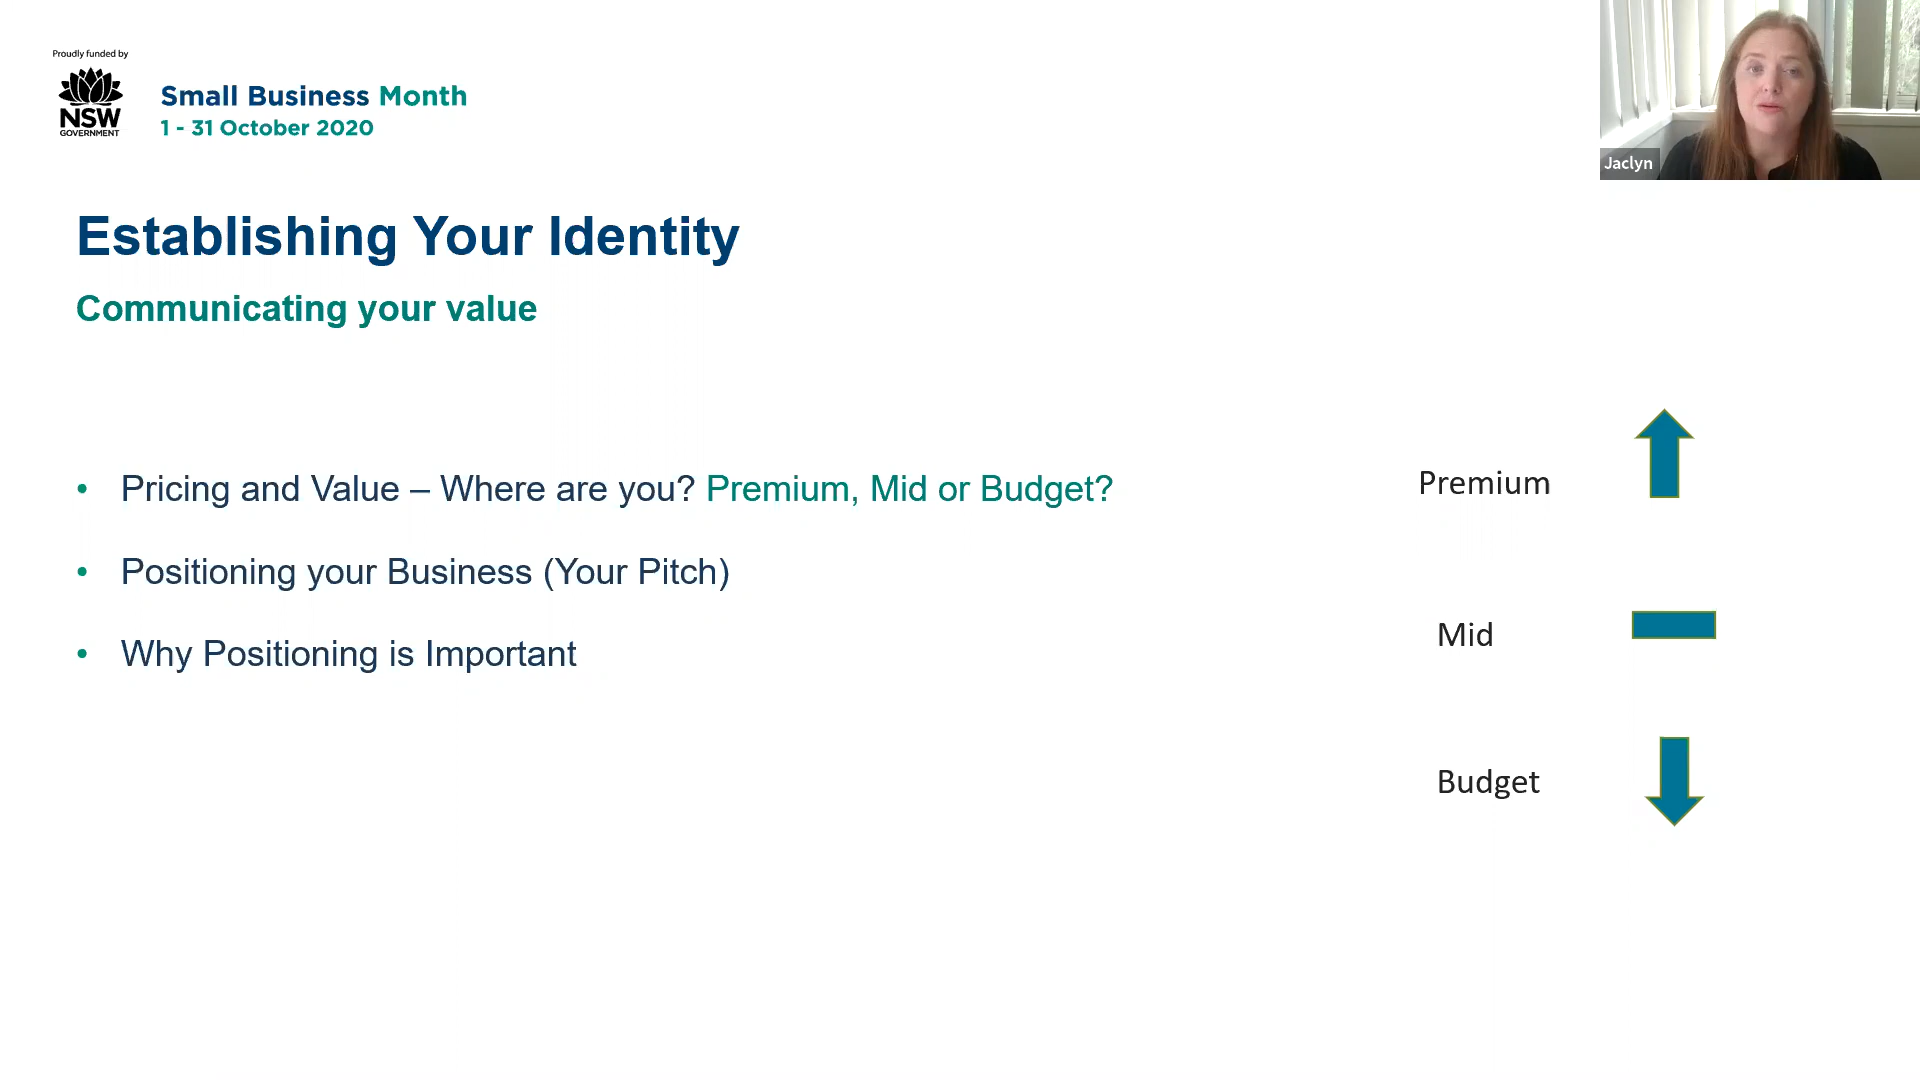 Proudly funded by
NSW
GOVERNMENT
Small Business Month
1 - 31 October 2020
Jaclyn
Establishing Your Identity
Communicating your value
• Pricing and Value – Where are you? Premium, Mid or Budget?
• Positioning your Business (Your Pitch)
• Why Positioning is Important
Premium
Mid
Budget